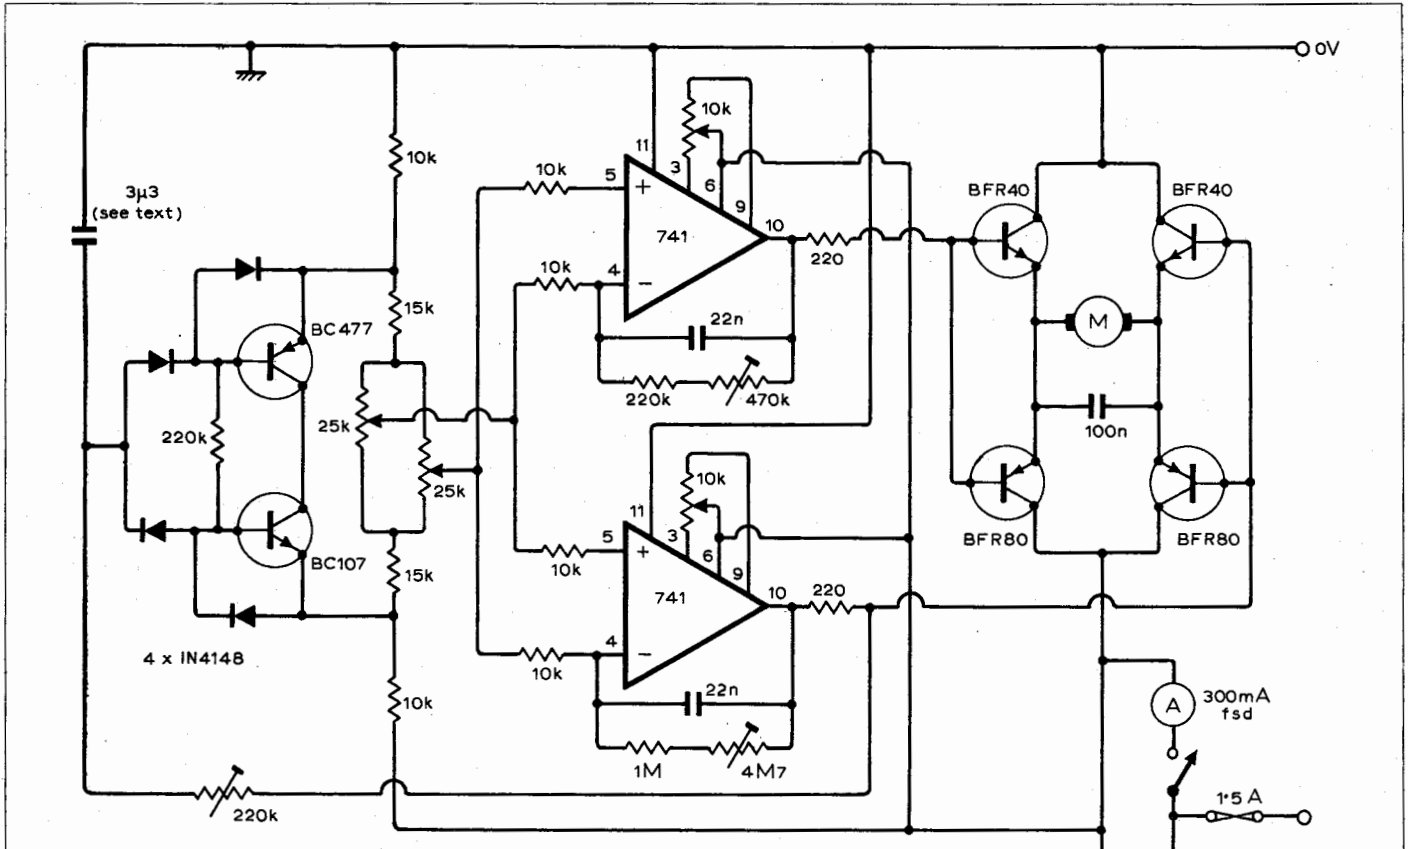 0V
10k
11
3
6
9
10k
5
+
10k
3µ3
(see text)
BFR40
BFR40
741
10
220
10k
4
−
15k
BC477
22n
M
220k
470k
25k
220k
100n
25k
10k
11
3
6
9
5
+
10k
BFR80
BFR80
BC107
15k
741
10
220
4 x IN4148
4
−
10k
22n
10k
A
300mA
fsd
1M
4M7
220k
1·5 A